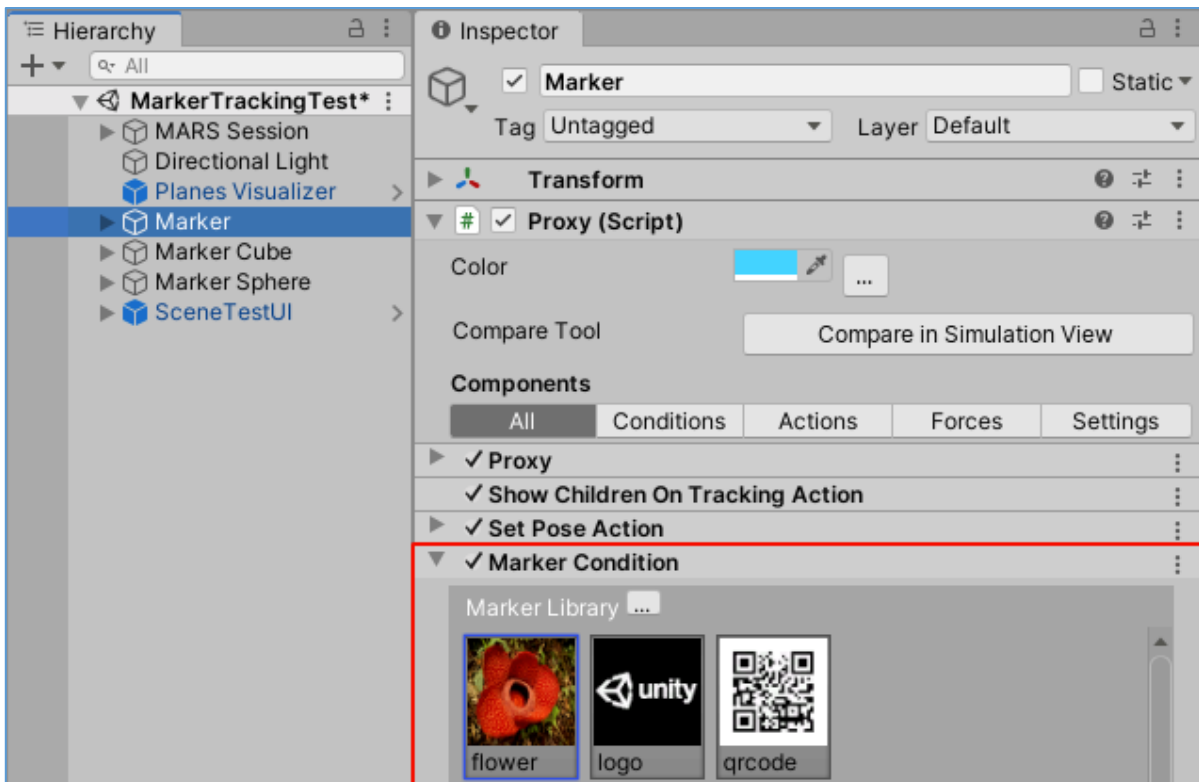 Hierarchy
All
MarkerTrackingTest*
MARS Session
Directional Light
Planes Visualizer
Marker
Marker Cube
Marker Sphere
SceneTestUI
Inspector
Marker
Static
Tag Untagged Layer Default
Transform
# Proxy (Script)
Color
...
Compare Tool Compare in Simulation View
Components
All Conditions Actions Forces Settings
Proxy
Show Children On Tracking Action
Set Pose Action
Marker Condition
Marker Library ...
unity
flower logo qrcode